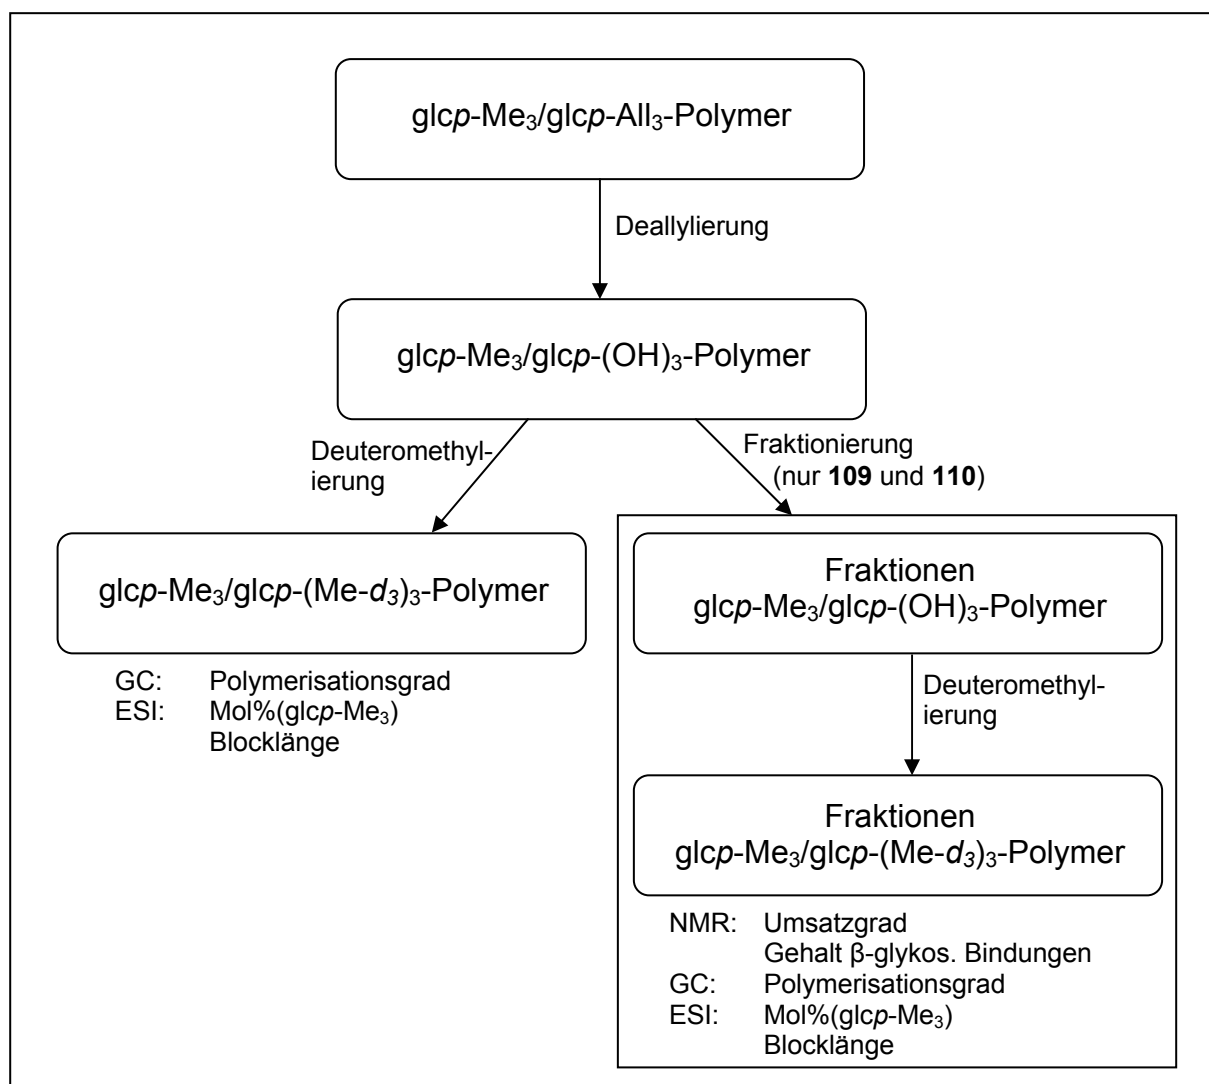 glcp-Me₃/glcp-All₃-Polymer
Deallylierung
glcp-Me₃/glcp-(OH)₃-Polymer
Deuteromethyl-
ierung
Fraktionierung
(nur 109 und 110)
glcp-Me₃/glcp-(Me-d₃)₃-Polymer
GC: Polymerisationsgrad
ESI: Mol%(glcp-Me₃)
Blocklänge
Fraktionen
glcp-Me₃/glcp-(OH)₃-Polymer
Deuteromethyl-
ierung
Fraktionen
glcp-Me₃/glcp-(Me-d₃)₃-Polymer
NMR: Umsatzgrad
Gehalt β-glykos. Bindungen
GC: Polymerisationsgrad
ESI: Mol%(glcp-Me₃)
Blocklänge